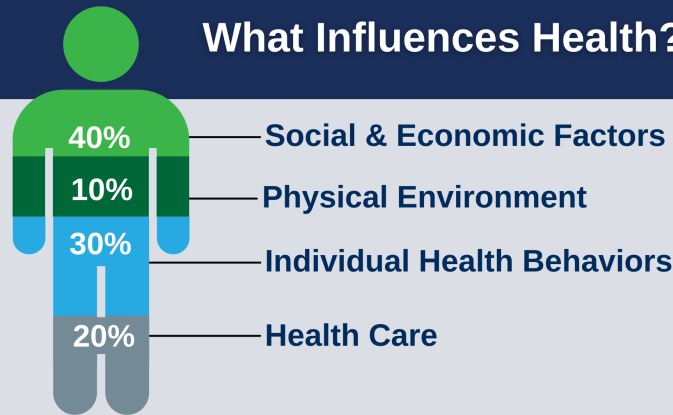 What Influences Health?
40% Social & Economic Factors
10% Physical Environment
30% Individual Health Behaviors
20% Health Care